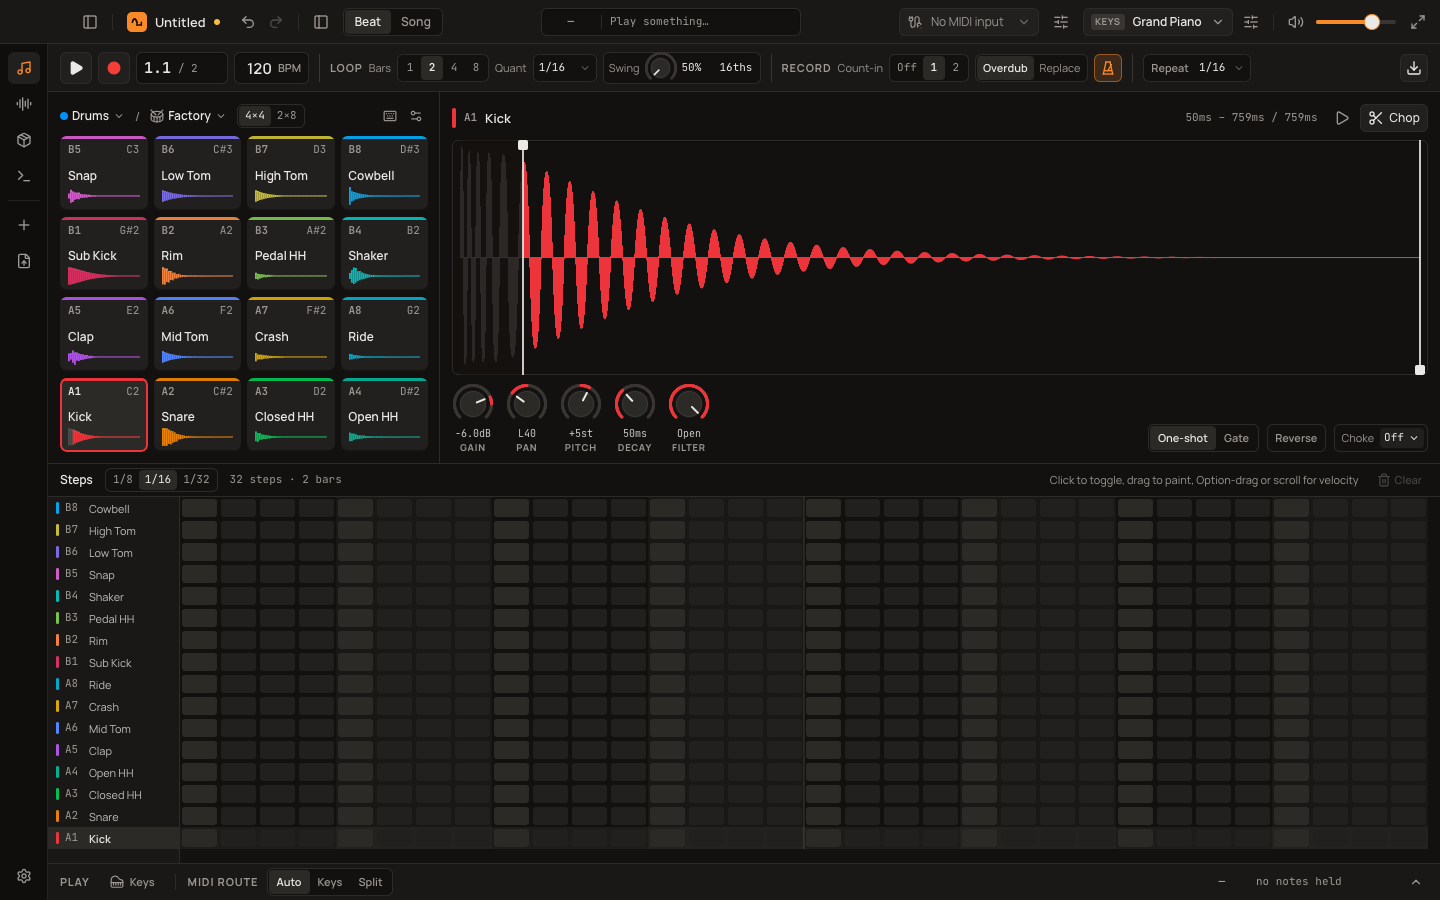 Untitled
Beat Song
– Play something…
No MIDI input
KEYS Grand Piano
1.1 / 2
120 BPM
LOOP Bars 1 2 4 8
Quant 1/16
Swing 50% 16ths
RECORD Count-in Off 1 2
Overdub Replace
Repeat 1/16
Drums / Factory 4×4 2×8
B5 C3
Snap
B6 C#3
Low Tom
B7 D3
High Tom
B8 D#3
Cowbell
B1 G#2
Sub Kick
B2 A2
Rim
B3 A#2
Pedal HH
B4 B2
Shaker
A5 E2
Clap
A6 F2
Mid Tom
A7 F#2
Crash
A8 G2
Ride
A1 C2
Kick
A2 C#2
Snare
A3 D2
Closed HH
A4 D#2
Open HH
A1 Kick
50ms – 759ms / 759ms
Chop
-6.0dB L40 +5st 50ms Open
GAIN PAN PITCH DECAY FILTER
One-shot Gate
Reverse
Choke Off
Steps 1/8 1/16 1/32 32 steps · 2 bars
Click to toggle, drag to paint, Option-drag or scroll for velocity
Clear
B8 Cowbell
B7 High Tom
B6 Low Tom
B5 Snap
B4 Shaker
B3 Pedal HH
B2 Rim
B1 Sub Kick
A8 Ride
A7 Crash
A6 Mid Tom
A5 Clap
A4 Open HH
A3 Closed HH
A2 Snare
A1 Kick
PLAY Keys
MIDI ROUTE Auto Keys Split
– no notes held